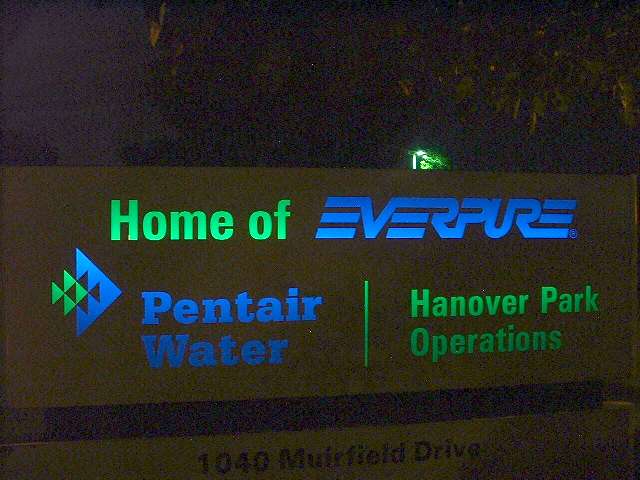 Home of EVERPURE®
Pentair Water
Hanover Park Operations
1040 Muirfield Drive